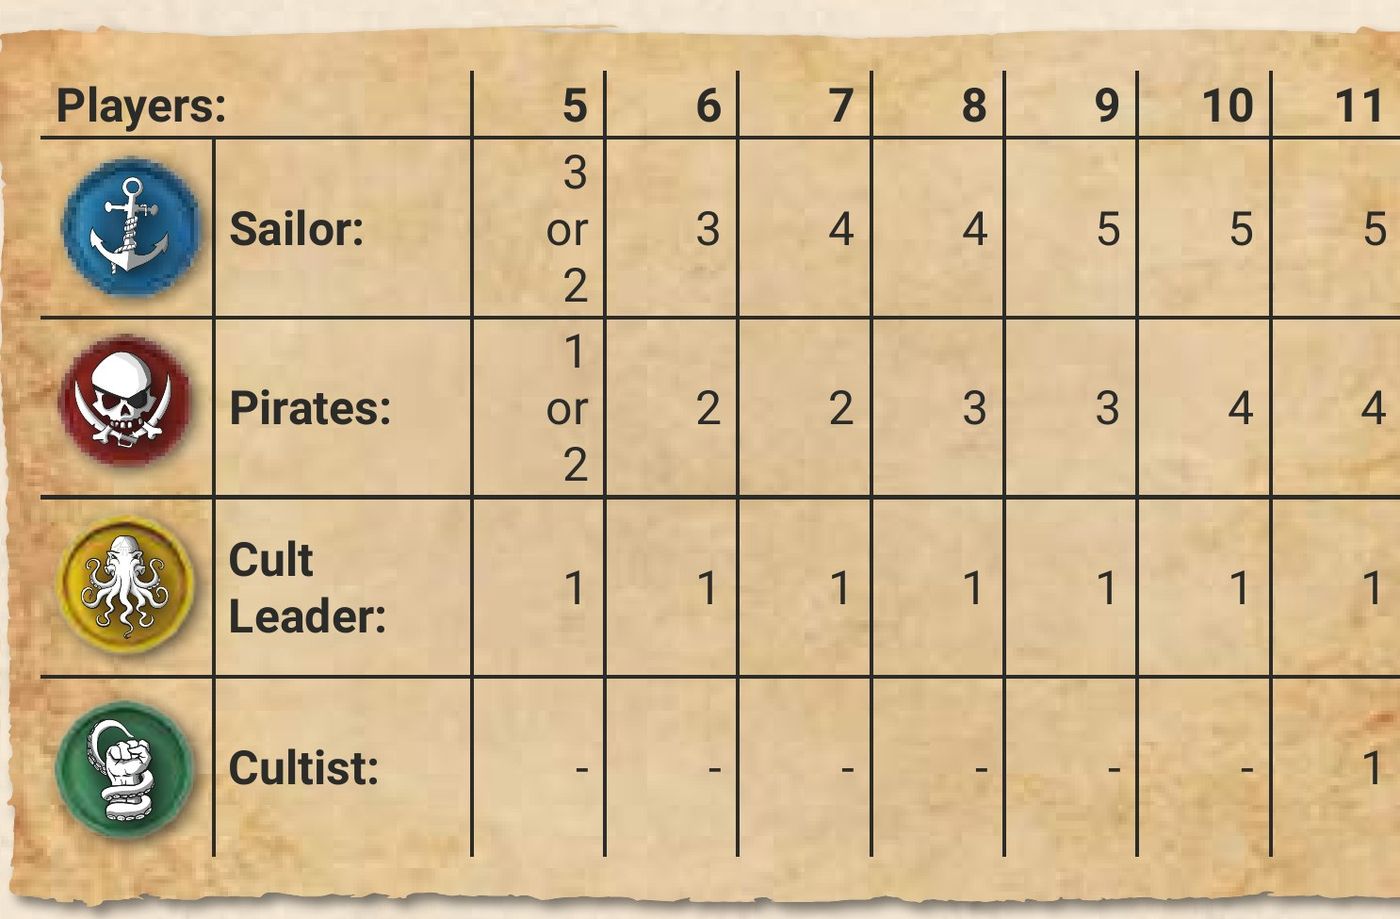 Players: 5 6 7 8 9 10 11
Sailor: 3 or 2 3 4 4 5 5 5
Pirates: 1 or 2 2 2 3 3 4 4
Cult Leader: 1 1 1 1 1 1 1
Cultist: - - - - - - 1